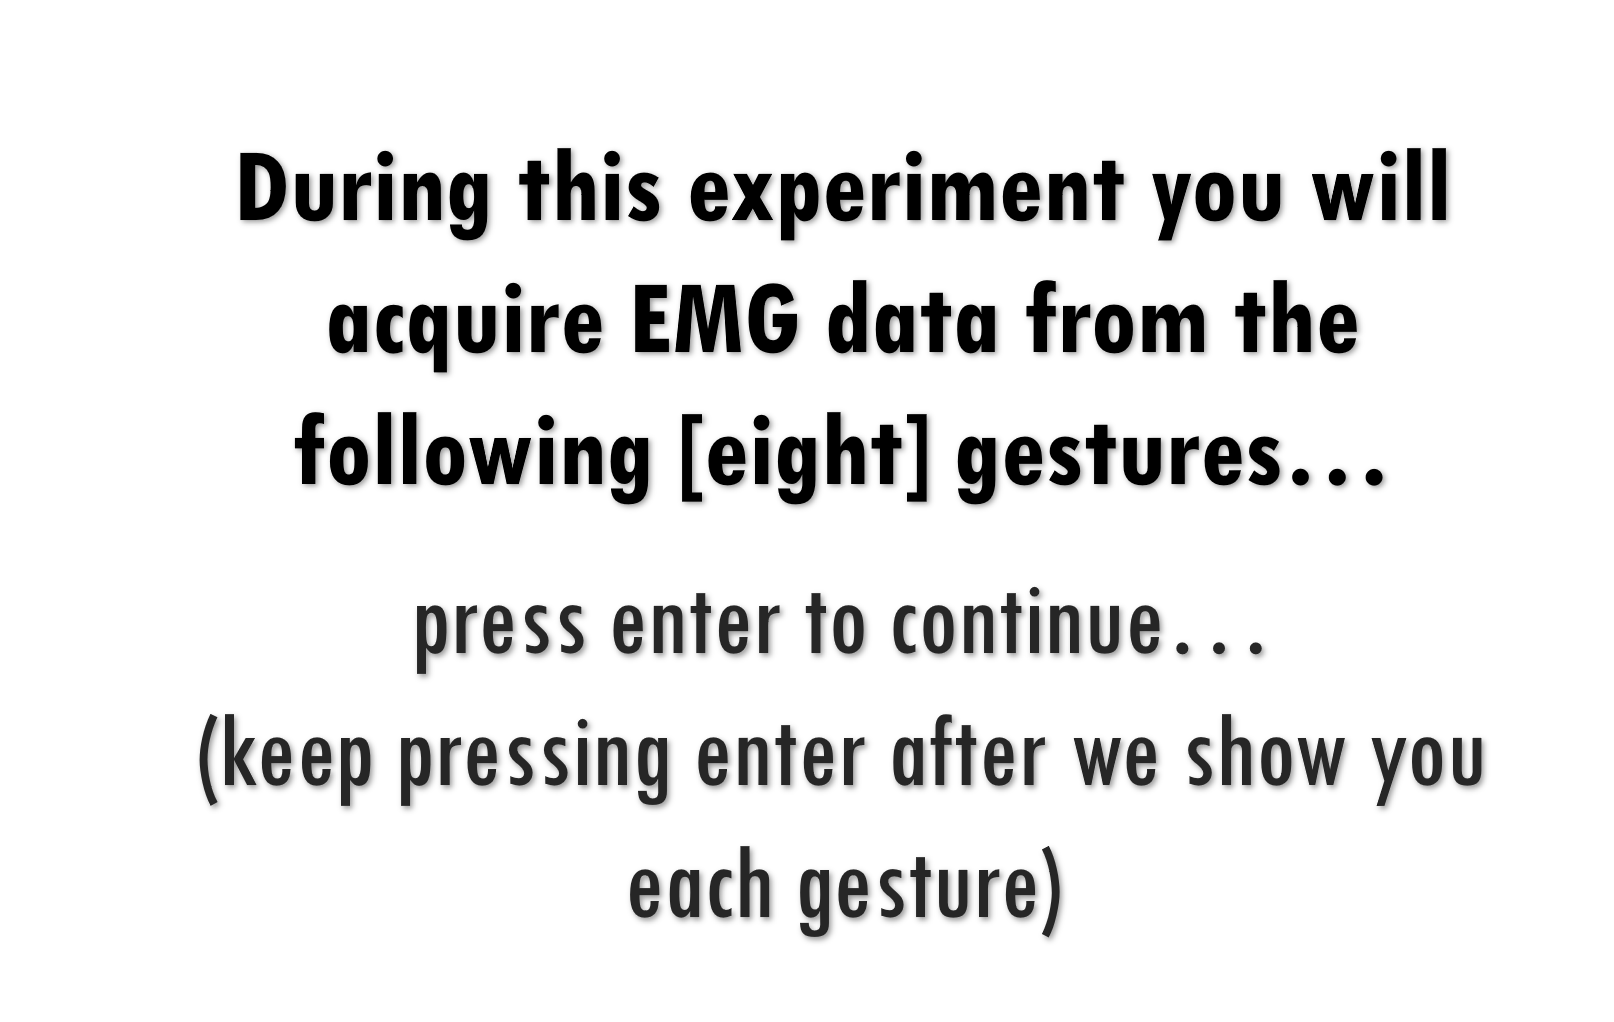 During this experiment you will
acquire EMG data from the
following [eight] gestures…
press enter to continue…
(keep pressing enter after we show you
each gesture)